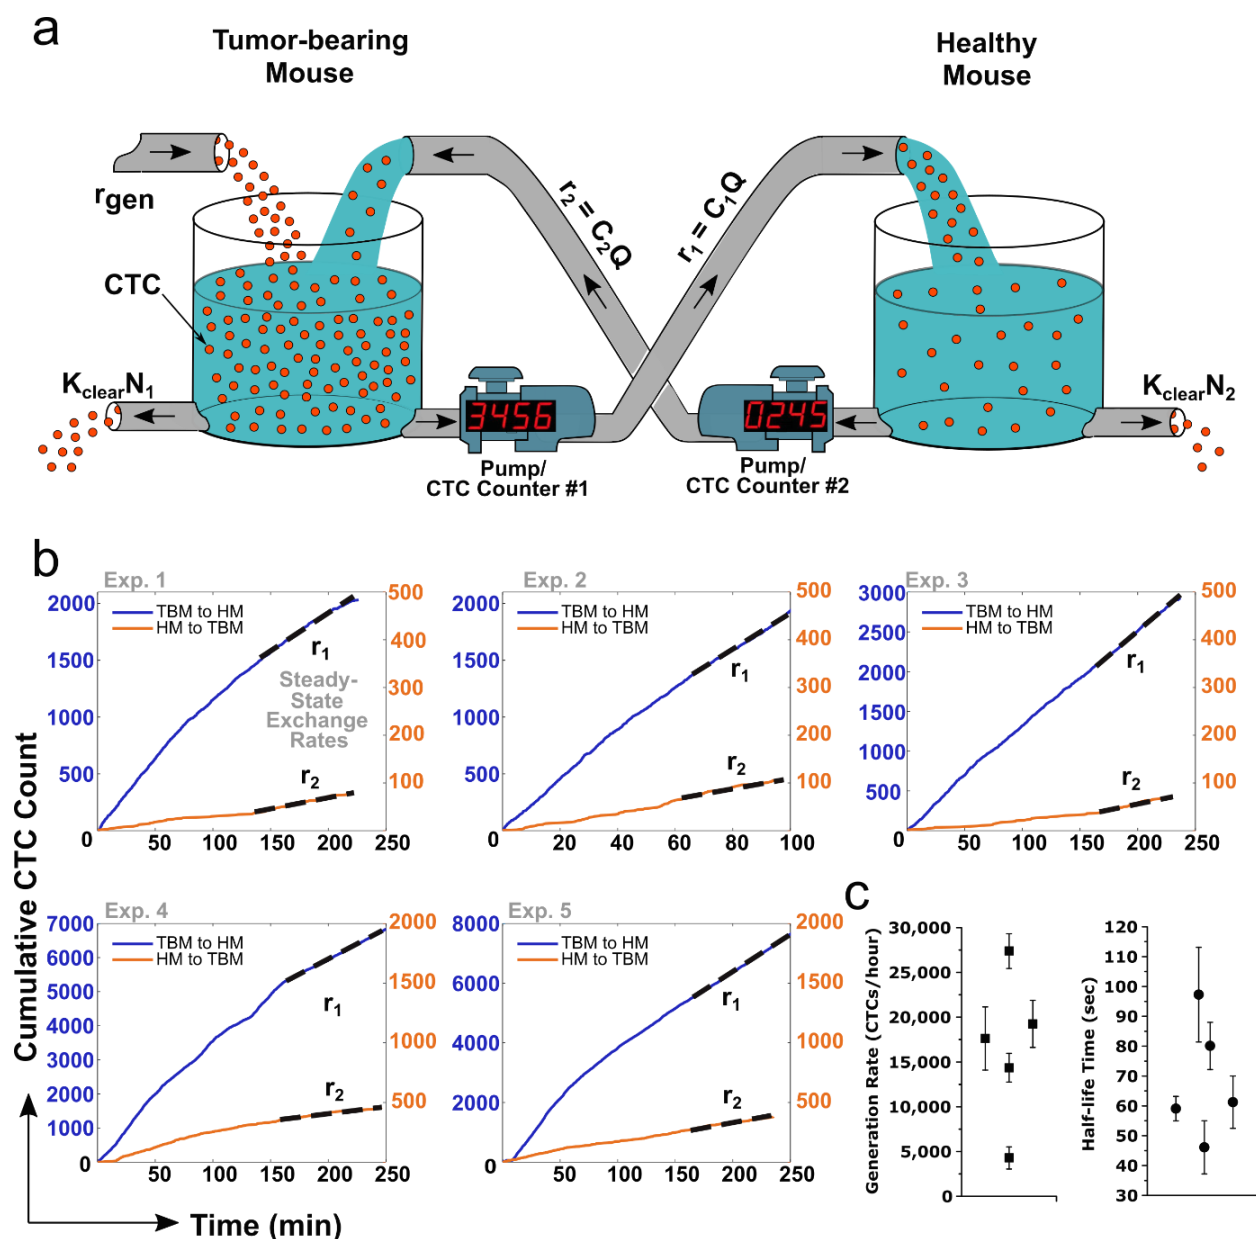 a
Tumor-bearing
Mouse
Healthy
Mouse
rgen
r2 = C2Q
r1 = C1Q
CTC
KclearN1
KclearN2
3456
0245
Pump/
CTC Counter #1
Pump/
CTC Counter #2
b
Cumulative CTC Count
Time (min)
Exp. 1
TBM to HM
HM to TBM
r1
Steady-
State
Exchange
Rates
r2
2000
1500
1000
500
0
500
400
300
200
100
50
100
150
200
250
Exp. 2
TBM to HM
HM to TBM
r1
r2
2000
1500
1000
500
0
500
400
300
200
100
20
40
60
80
100
Exp. 3
TBM to HM
HM to TBM
r1
r2
3000
2500
2000
1500
1000
500
0
500
400
300
200
100
50
100
150
200
250
Exp. 4
TBM to HM
HM to TBM
r1
r2
7000
6000
5000
4000
3000
2000
1000
0
2000
1500
1000
500
50
100
150
200
250
Exp. 5
TBM to HM
HM to TBM
r1
r2
8000
6000
4000
2000
0
2000
1500
1000
500
50
100
150
200
250
c
Generation Rate (CTCs/hour)
30,000
25,000
20,000
15,000
10,000
5,000
0
Half-life Time (sec)
120
110
100
90
80
70
60
50
40
30